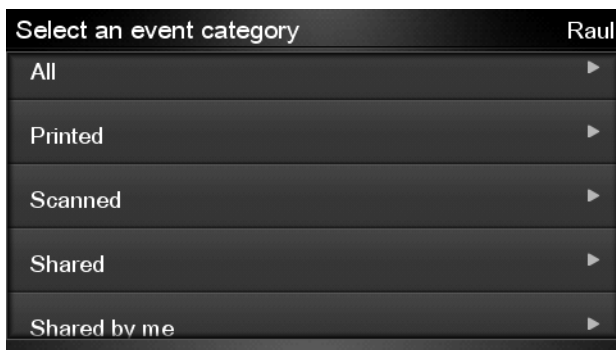 Select an event category Raul
All
Printed
Scanned
Shared
Shared by me